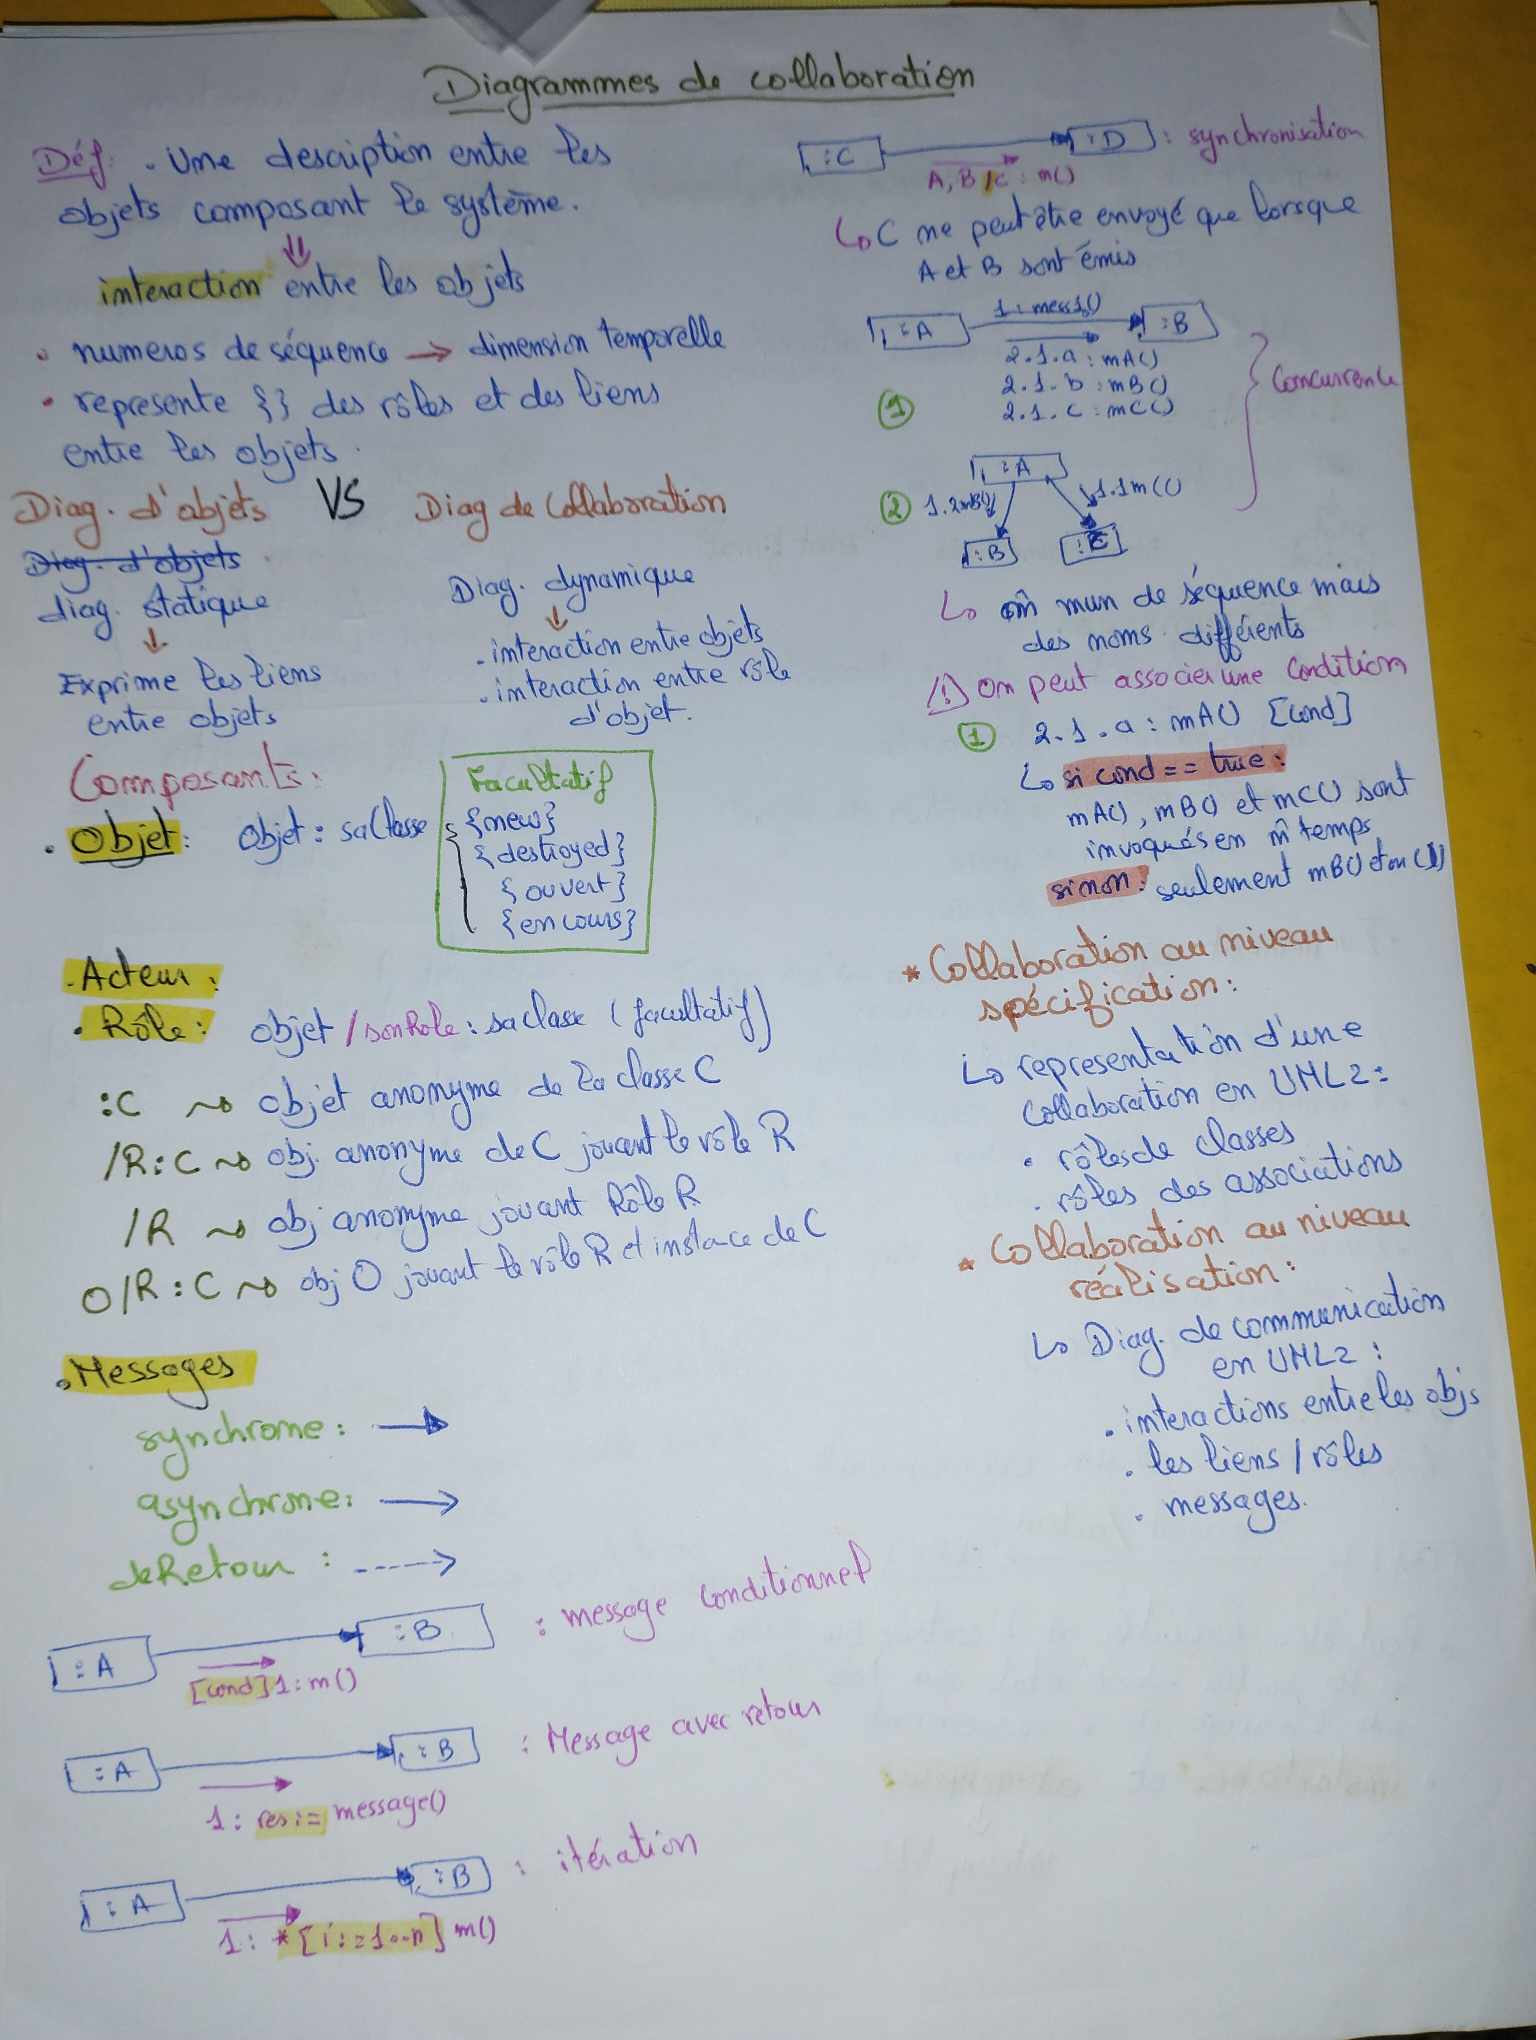 Diagrammes de collaboration
Déf: . Une description entre les
objets composant le système.
⇓
interaction entre les objets
• numeros de séquence → dimension temporelle
• represente {} des rôles et des liens
entre les objets.
Diag. d'objets VS Diag de Collaboration
Diag. d'objets
diag. statique
↓
Exprime les liens
entre objets
Diag. dynamique
↓
. interaction entre objets
. interaction entre rôle
d'objet.
Composants:
. Objet: Objet: saClasse
Facultatif
{new}
{destroyed}
{ouvert}
{en cours}
. Acteur:
. Rôle: objet /sonRole: saclasse (facultatif)
:C ~> objet anonyme de la classe C
/R:C ~> obj. anonyme de C jouant le rôle R
/R ~> obj anonyme jouant Rôle R
O/R:C ~> obj O jouant le rôle R et instace de C
. Messages
synchrone:
asynchrone:
deRetour:
:A :B : message conditionnel
[cond] 1: m()
:A :B : Message avec retour
1: res:= message()
:A :B : itération
1: *[i:=1..n] m()
:C :D : synchronisation
A, B /C: m()
↳ C ne peut être envoyé que lorsque
A et B sont émis
1: mess1()
:A :B
2.1.a: mA()
2.1.b: mB()
① 2.1.c: mC()
Concurrence
:A
② 1.2mB() 1.1m C()
:B :C
↳ m̂ num de séquence mais
des noms différents
⚠ On peut associer une condition
① 2.1.a: mA() [cond]
↳ si cond == true:
mA(), mB() et mC() sont
invoqués en m̂ temps
sinon: seulement mB() et m C()
* Collaboration au niveau
spécification:
↳ representation d'une
collaboration en UML2:
. rôles de classes
. rôles des associations
* Collaboration au niveau
réalisation:
↳ Diag. de communication
en UML2:
. interactions entre les objs
. les liens / rôles
. messages.